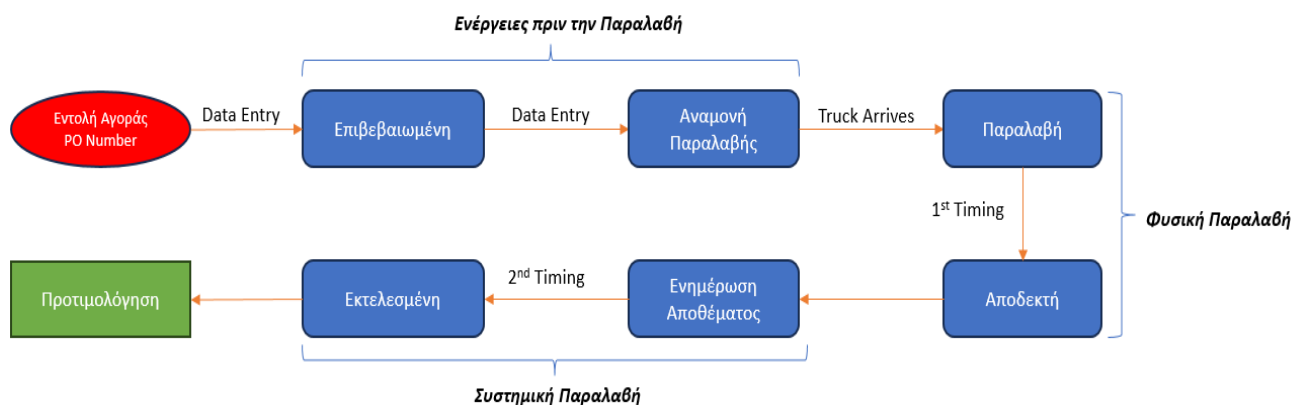 Ενέργειες πριν την Παραλαβή
Εντολή Αγοράς
PO Number
Data Entry
Επιβεβαιωμένη
Data Entry
Αναμονή
Παραλαβής
Truck Arrives
Παραλαβή
1st Timing
Φυσική Παραλαβή
Προτιμολόγηση
Εκτελεσμένη
2nd Timing
Ενημέρωση
Αποθέματος
Αποδεκτή
Συστημική Παραλαβή